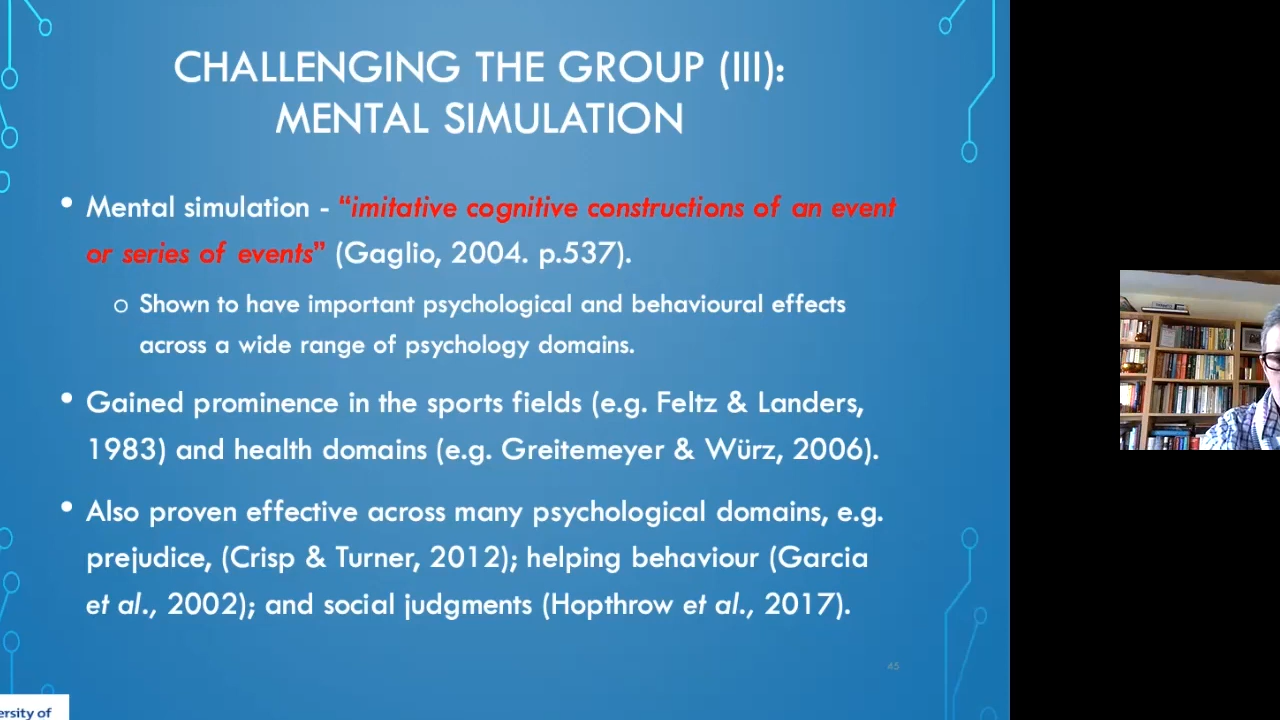 CHALLENGING THE GROUP (III):
MENTAL SIMULATION
• Mental simulation - “imitative cognitive constructions of an event
or series of events” (Gaglio, 2004. p.537).
o Shown to have important psychological and behavioural effects
across a wide range of psychology domains.
• Gained prominence in the sports fields (e.g. Feltz & Landers,
1983) and health domains (e.g. Greitemeyer & Würz, 2006).
• Also proven effective across many psychological domains, e.g.
prejudice, (Crisp & Turner, 2012); helping behaviour (Garcia
et al., 2002); and social judgments (Hopthrow et al., 2017).
45
ersity of